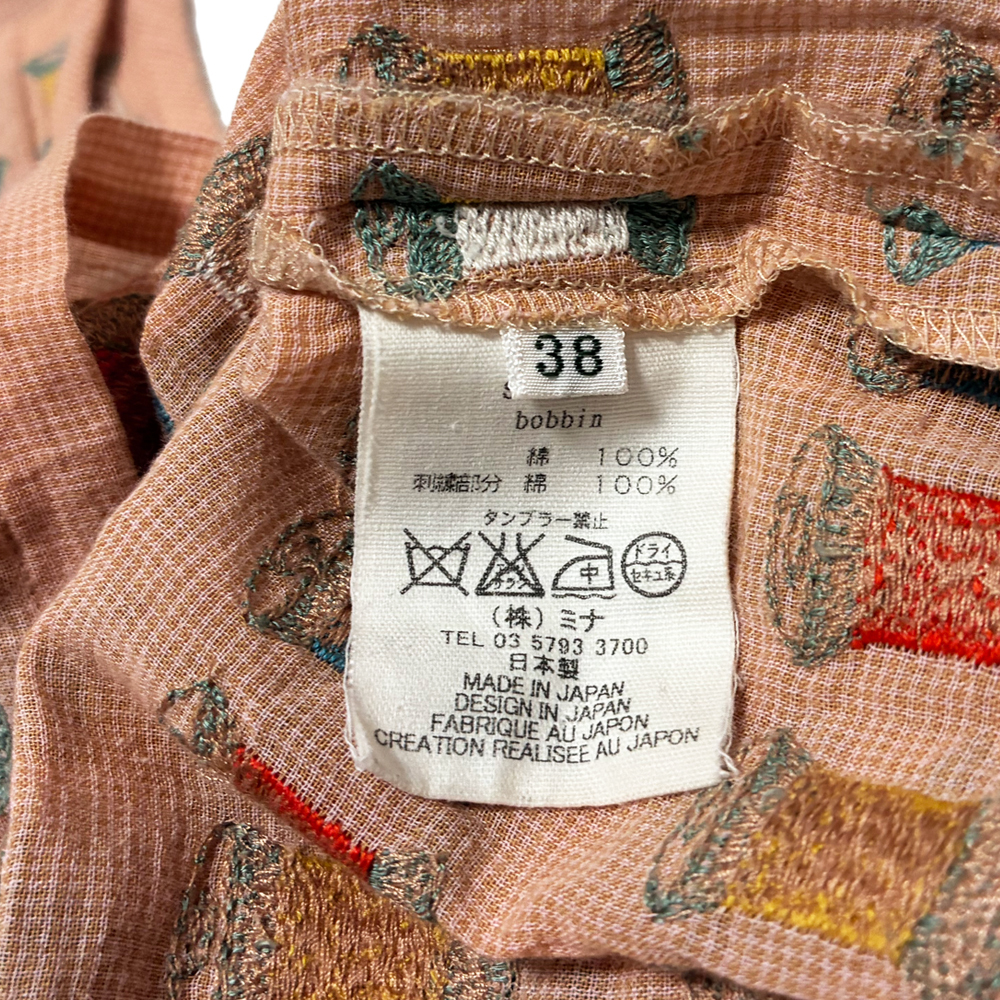 38
bobbin
綿 100%
刺繍部分 綿 100%
タンブラー禁止
中 ドライ
セキユ系
(株) ミナ
TEL 03 5793 3700
日本製
MADE IN JAPAN
DESIGN IN JAPAN
FABRIQUE AU JAPON
CREATION REALISEE AU JAPON